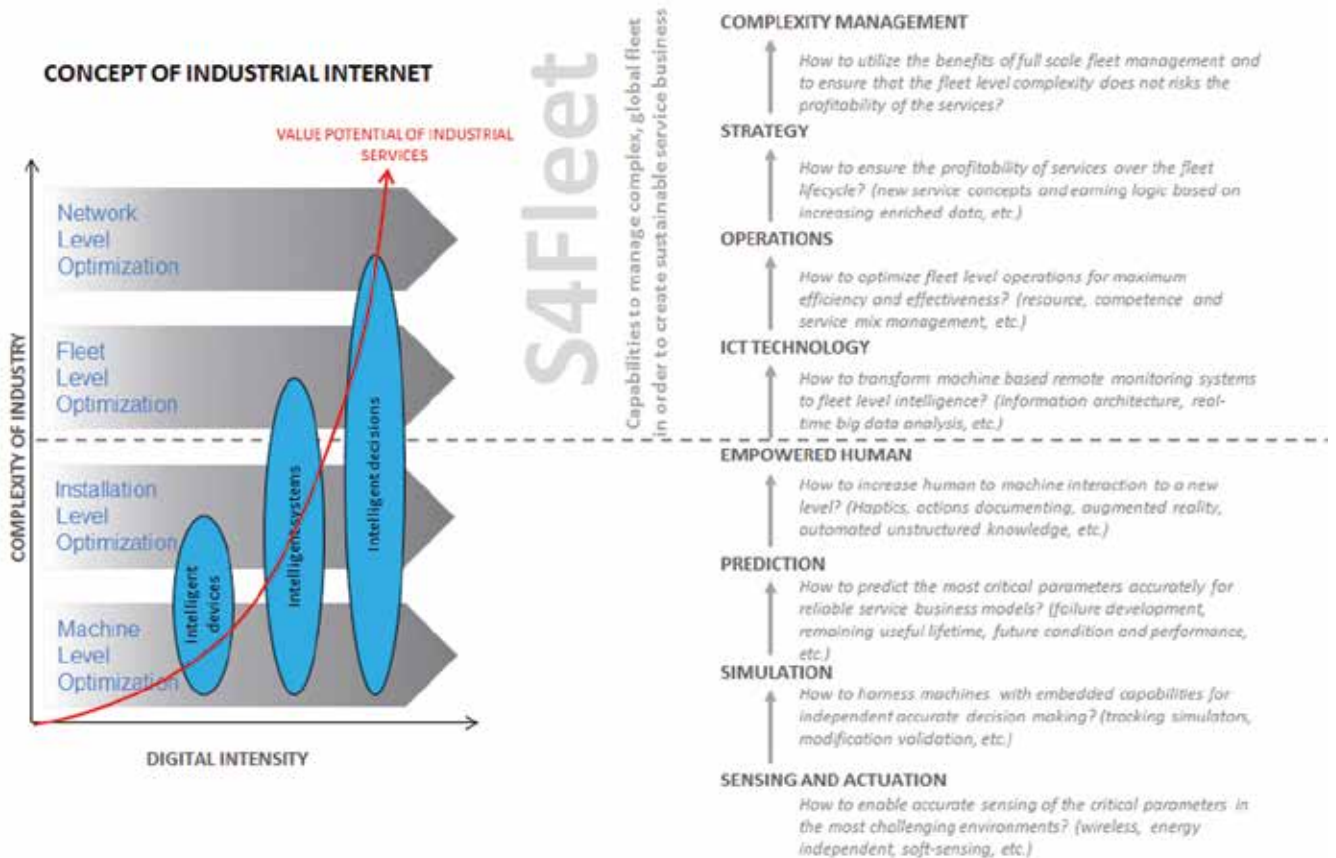 CONCEPT OF INDUSTRIAL INTERNET
VALUE POTENTIAL OF INDUSTRIAL
SERVICES
COMPLEXITY OF INDUSTRY
Network
Level
Optimization
Fleet
Level
Optimization
Installation
Level
Optimization
Machine
Level
Optimization
Intelligent
devices
Intelligent systems
Intelligent decisions
DIGITAL INTENSITY
S4Fleet
Capabilities to manage complex, global fleet
in order to create sustainable service business
COMPLEXITY MANAGEMENT
How to utilize the benefits of full scale fleet management and
to ensure that the fleet level complexity does not risks the
profitability of the services?
STRATEGY
How to ensure the profitability of services over the fleet
lifecycle? (new service concepts and earning logic based on
increasing enriched data, etc.)
OPERATIONS
How to optimize fleet level operations for maximum
efficiency and effectiveness? (resource, competence and
service mix management, etc.)
ICT TECHNOLOGY
How to transform machine based remote monitoring systems
to fleet level intelligence? (Information architecture, real-
time big data analysis, etc.)
EMPOWERED HUMAN
How to increase human to machine interaction to a new
level? (Haptics, actions documenting, augmented reality,
automated unstructured knowledge, etc.)
PREDICTION
How to predict the most critical parameters accurately for
reliable service business models? (failure development,
remaining useful lifetime, future condition and performance,
etc.)
SIMULATION
How to harness machines with embedded capabilities for
independent accurate decision making? (tracking simulators,
modification validation, etc.)
SENSING AND ACTUATION
How to enable accurate sensing of the critical parameters in
the most challenging environments? (wireless, energy
independent, soft-sensing, etc.)